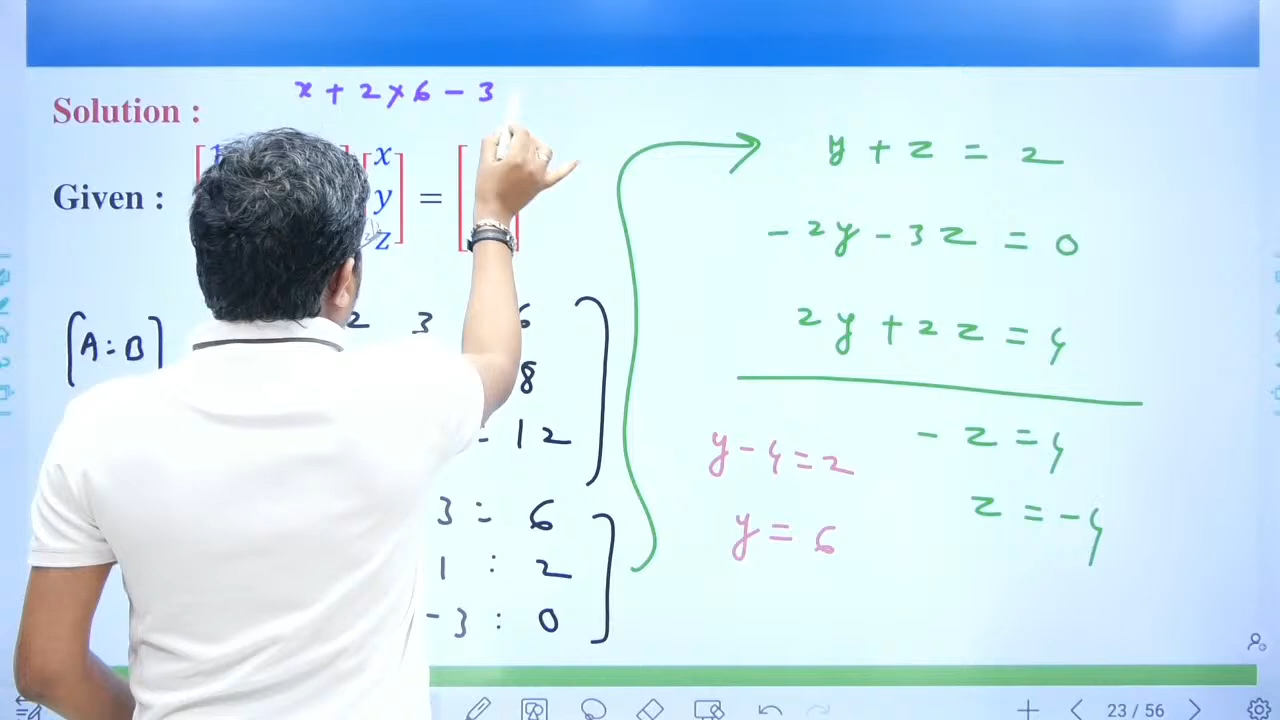 x + 2 × 6 - 3
Solution :
Given :
x
y
z
=
[A:B]
2 3 6
8
- 12
3 : 6
1 : 2
-3 : 0
y + z = 2
- 2y - 3z = 0
2y + 2z = 4
- z = 4
z = -4
y - 4 = 2
y = 6
23 / 56